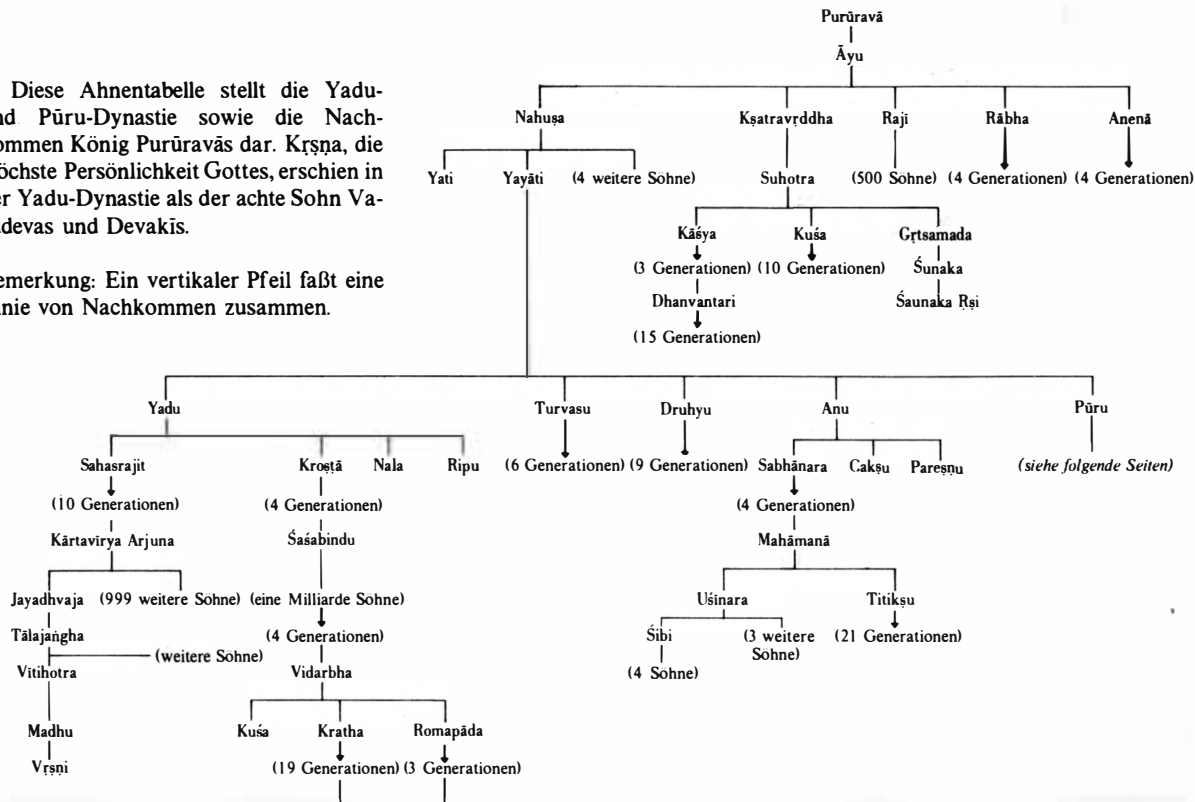 Purūravā
Āyu
Diese Ahnentabelle stellt die Yadu-
nd Pūru-Dynastie sowie die Nach-
ommen König Purūravās dar. Kṛṣṇa, die
öchste Persönlichkeit Gottes, erschien in
er Yadu-Dynastie als der achte Sohn Va-
devas und Devakīs.
emerkung: Ein vertikaler Pfeil faßt eine
nie von Nachkommen zusammen.
Nahuṣa Kṣatravṛddha Raji Rābha Anenā
Yati Yayāti (4 weitere Söhne) Suhotra (500 Söhne) (4 Generationen) (4 Generationen)
Kāśya Kuśa Gṛtsamada
(3 Generationen) (10 Generationen) Śunaka
Dhanvantari Śaunaka Ṛṣi
(15 Generationen)
Yadu Turvasu Druhyu Anu Pūru
Sahasrajit Kroṣṭā Nala Ripu (6 Generationen) (9 Generationen) Sabhānara Cakṣu Pareṣṇu (siehe folgende Seiten)
(10 Generationen) (4 Generationen) (4 Generationen)
Kārtavīrya Arjuna Śaśabindu Mahāmanā
Jayadhvaja (999 weitere Söhne) (eine Milliarde Söhne) Uśīnara Titikṣu
Tālajaṅgha (4 Generationen) Śibi (3 weitere (21 Generationen)
(weitere Söhne) Söhne)
Vītihotra Vidarbha (4 Söhne)
Madhu Kuśa Kratha Romapāda
Vṛṣṇi (19 Generationen) (3 Generationen)